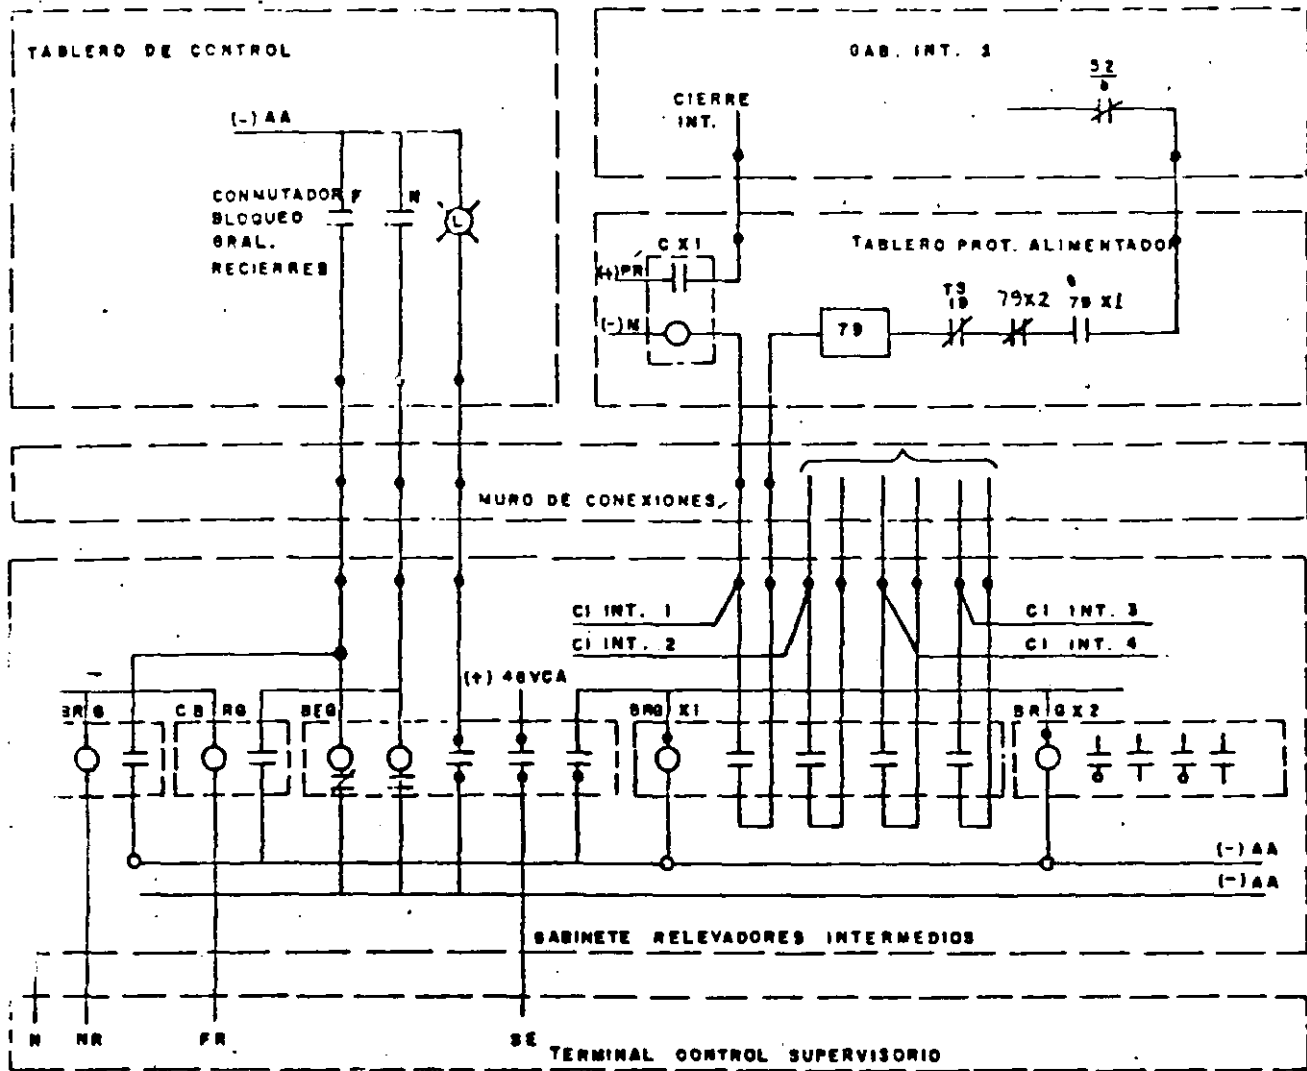 TABLERO DE CONTROL
GAB. INT. 1
52
b
CIERRE
INT.
(-) AA
CONMUTADOR F N
BLOQUEO
GRAL.
RECIERRES
L
TABLERO PROT. ALIMENTADOR
C X1
(+)PR
(-)N
79
79X2
79 X1
MURO DE CONEXIONES
CI INT. 1
CI INT. 2
CI INT. 3
CI INT. 4
(+) 48VCA
BRG
CB RG
BEG
BRG X1
BRGX2
(-) AA
(-) AA
GABINETE RELEVADORES INTERMEDIOS
N
NR
FR
SE
TERMINAL CONTROL SUPERVISORIO